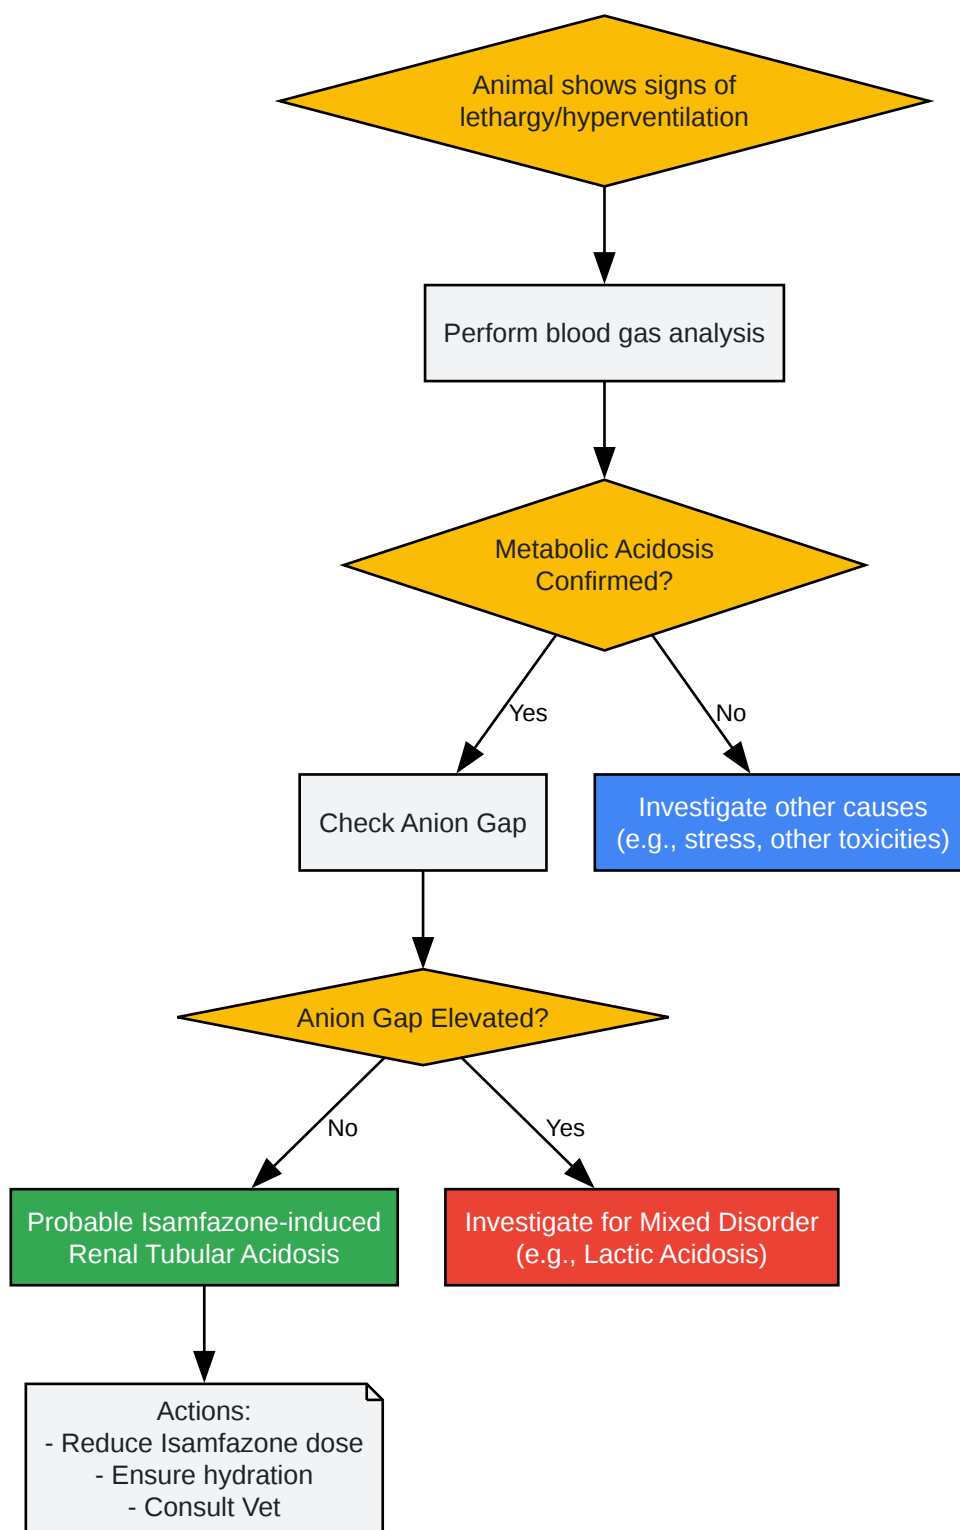 Animal shows signs of
lethargy/hyperventilation
Perform blood gas analysis
Metabolic Acidosis
Confirmed?
Yes
No
Check Anion Gap
Investigate other causes
(e.g., stress, other toxicities)
Anion Gap Elevated?
No
Yes
Probable Isamfazone-induced
Renal Tubular Acidosis
Investigate for Mixed Disorder
(e.g., Lactic Acidosis)
Actions:
- Reduce Isamfazone dose
- Ensure hydration
- Consult Vet